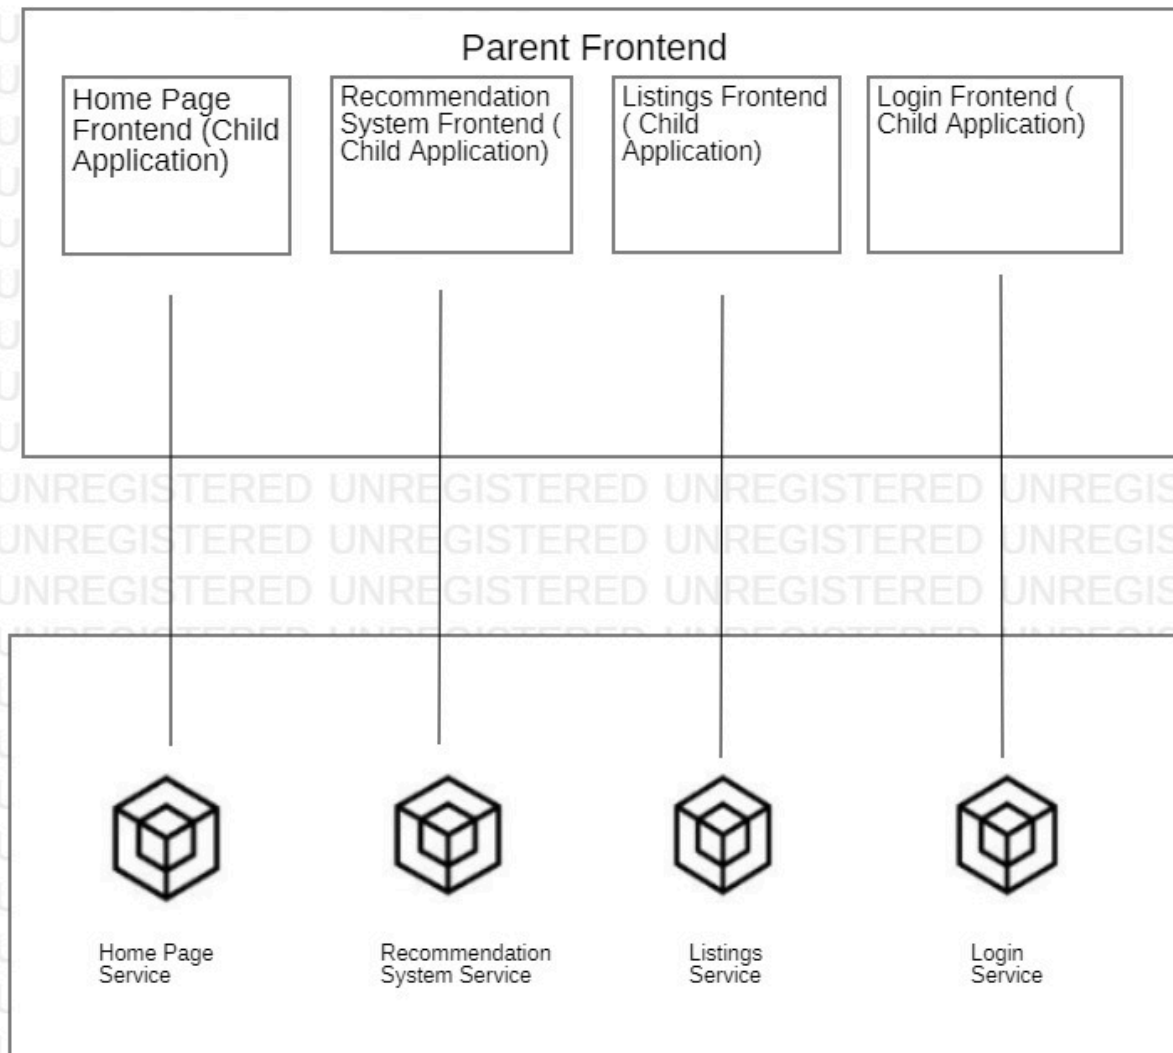 Parent Frontend
Home Page
Frontend (Child
Application)
Recommendation
System Frontend (
Child Application)
Listings Frontend
( Child
Application)
Login Frontend (
Child Application)
UNREGISTERED UNREGISTERED UNREGISTERED UNREGIS
UNREGISTERED UNREGISTERED UNREGISTERED UNREGIS
UNREGISTERED UNREGISTERED UNREGISTERED UNREGIS
Home Page
Service
Recommendation
System Service
Listings
Service
Login
Service